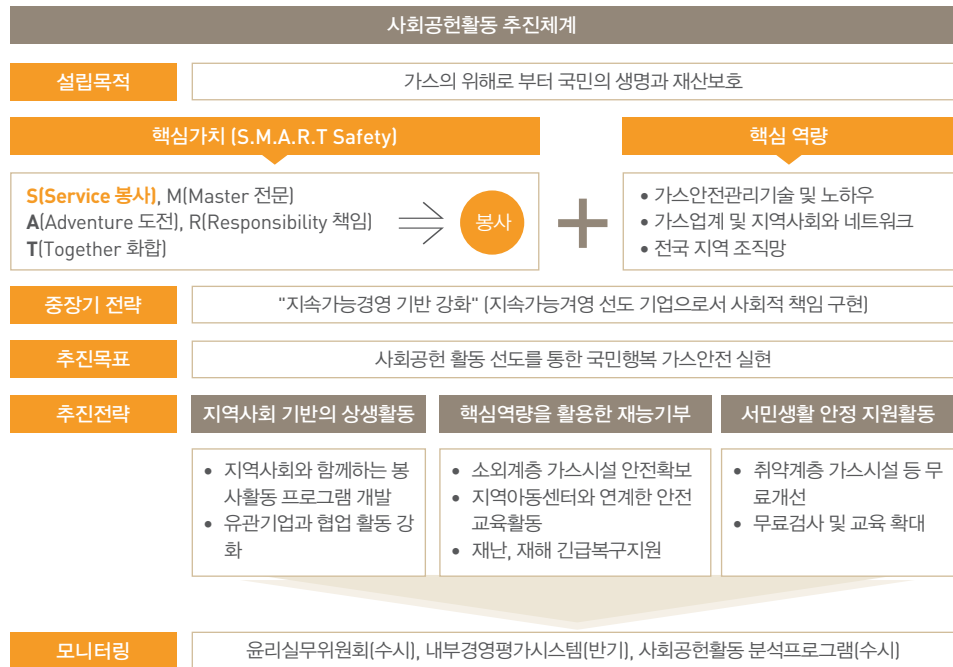 사회공헌활동 추진체계
설립목적
가스의 위해로 부터 국민의 생명과 재산보호
핵심가치 (S.M.A.R.T Safety)
S(Service 봉사), M(Master 전문)
A(Adventure 도전), R(Responsibility 책임)
T(Together 화합)
봉사
핵심 역량
• 가스안전관리기술 및 노하우
• 가스업계 및 지역사회와 네트워크
• 전국 지역 조직망
중장기 전략
"지속가능경영 기반 강화" (지속가능겨영 선도 기업으로서 사회적 책임 구현)
추진목표
사회공헌 활동 선도를 통한 국민행복 가스안전 실현
추진전략
지역사회 기반의 상생활동
• 지역사회와 함께하는 봉
사활동 프로그램 개발
• 유관기업과 협업 활동 강
화
핵심역량을 활용한 재능기부
• 소외계층 가스시설 안전확보
• 지역아동센터와 연계한 안전
교육활동
• 재난, 재해 긴급복구지원
서민생활 안정 지원활동
• 취약계층 가스시설 등 무
료개선
• 무료검사 및 교육 확대
모니터링
윤리실무위원회(수시), 내부경영평가시스템(반기), 사회공헌활동 분석프로그램(수시)